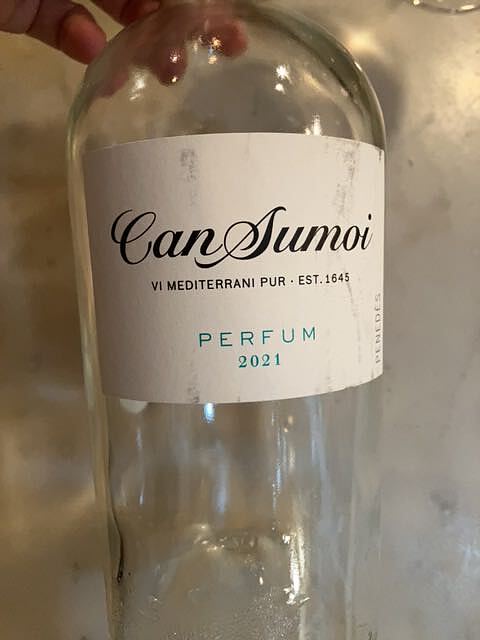 Can Sumoi
VI MEDITERRANI PUR · EST. 1645
PERFUM
2021
PENEDÈS